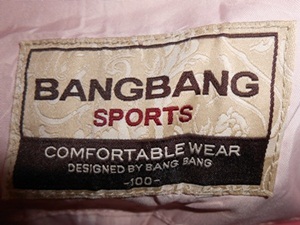 BANGBANG
SPORTS
COMFORTABLE WEAR
DESIGNED BY BANG BANG
-100-